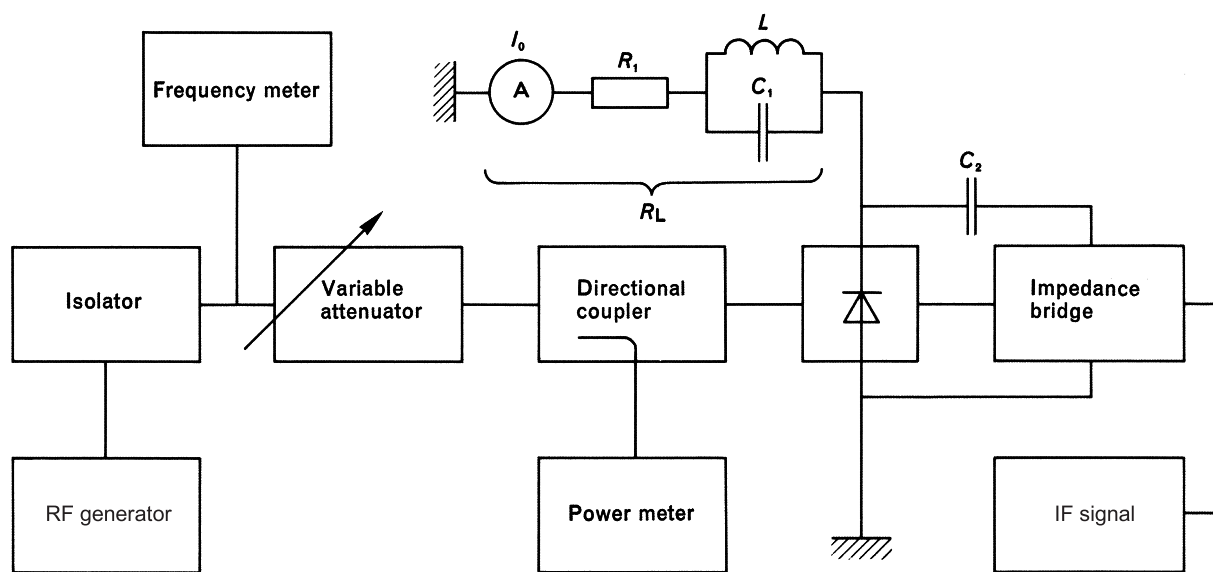 Frequency meter
I₀
A
R₁
L
C₁
R_L
C₂
Isolator
Variable
attenuator
Directional
coupler
Impedance
bridge
RF generator
Power meter
IF signal